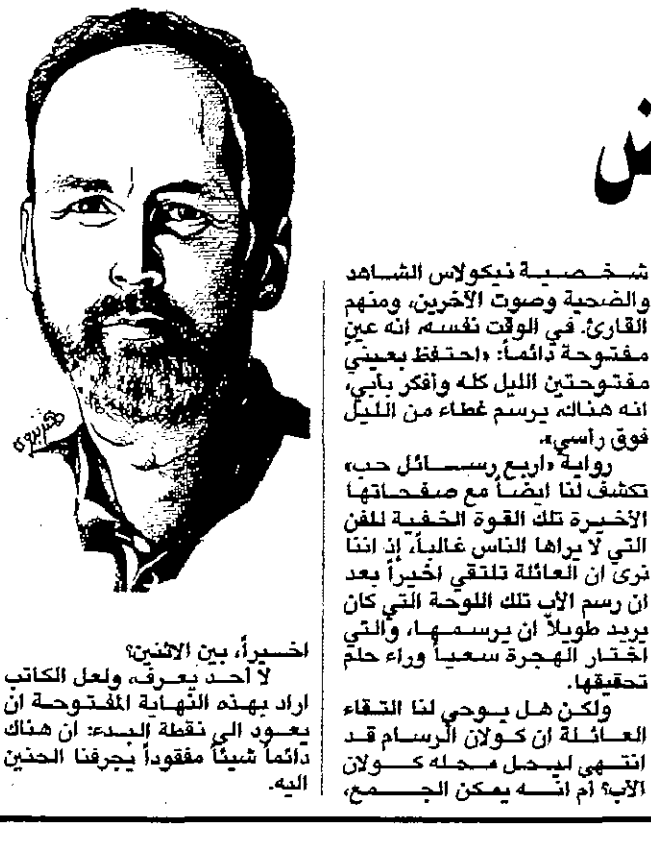 ض
شخصية نيكولاس الشاهد
والضحية وصوت الآخرين، ومنهم
القارئ. في الوقت نفسه، انه عين
مفتوحة دائماً: «احتفظ بعيني
مفتوحتين الليل كله وأفكر بأبي،
انه هناك، يرسم غطاء من الليل
فوق رأسي».
رواية «اربع رسائل حب»
تكشف لنا ايضاً مع صفحاتها
الأخيرة تلك القوة الخفية للفن
التي لا يراها الناس غالباً، إذ اننا
نرى ان العائلة تلتقي اخيراً بعد
ان رسم الأب تلك اللوحة التي كان
يريد طويلاً ان يرسمها، والتي
اختار الهجرة سعياً وراء حلم
تحقيقها.
ولكن هل يوحي لنا التقاء
العائلة ان كولان الرسام قد
انتهى ليحل محله كولان
الأب؟ أم انه يمكن الجمع،
اخيراً، بين الاثنين؟
لا أحد يعرف، ولعل الكاتب
اراد بهذه النهاية المفتوحة ان
يعود الى نقطة البدء: ان هناك
دائماً شيئاً مفقوداً يجرفنا الحنين
اليه.